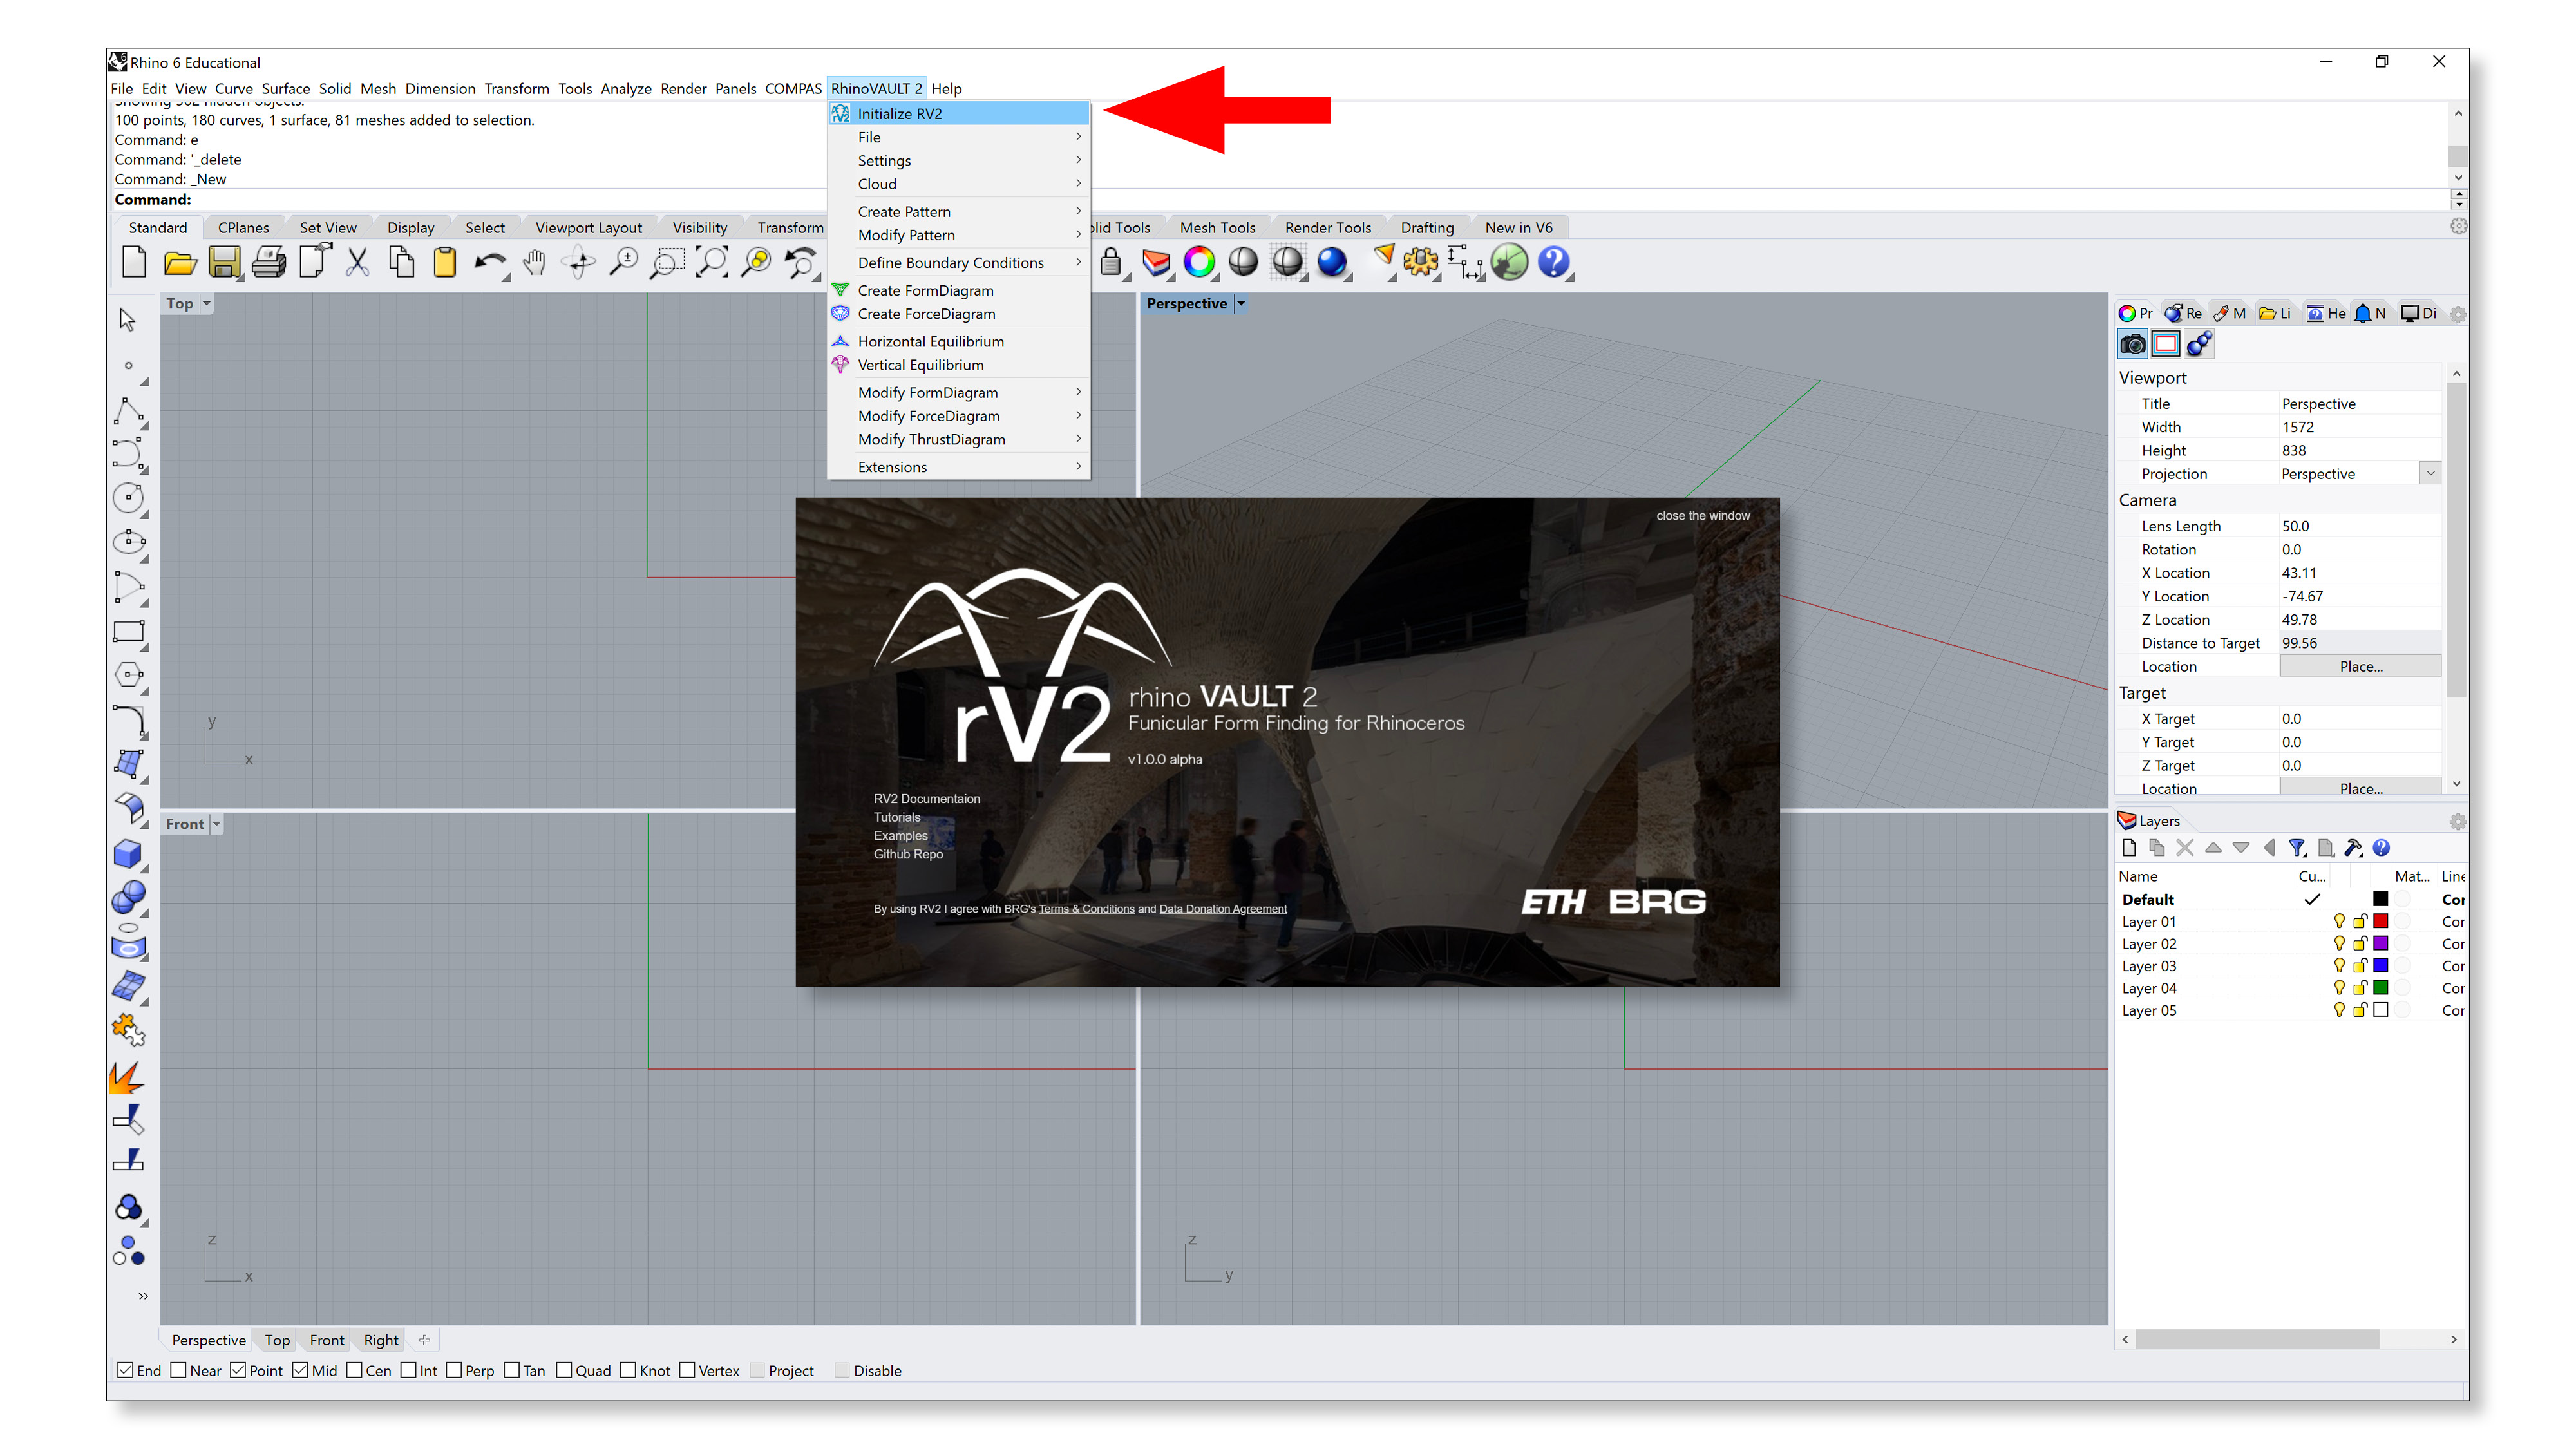 Rhino 6 Educational
File Edit View Curve Surface Solid Mesh Dimension Transform Tools Analyze Render Panels COMPAS RhinoVAULT 2 Help
Showing 362 hidden objects.
100 points, 180 curves, 1 surface, 81 meshes added to selection.
Command: e
Command: '_delete
Command: _New
Command:
Initialize RV2
File
Settings
Cloud
Create Pattern
Modify Pattern
Define Boundary Conditions
Create FormDiagram
Create ForceDiagram
Horizontal Equilibrium
Vertical Equilibrium
Modify FormDiagram
Modify ForceDiagram
Modify ThrustDiagram
Extensions
Standard CPlanes Set View Display Select Viewport Layout Visibility Transform olid Tools Mesh Tools Render Tools Drafting New in V6
Top
Perspective
y
x
Front
z
x
z
y
close the window
rV2
rhino VAULT 2
Funicular Form Finding for Rhinoceros
v1.0.0 alpha
RV2 Documentaion
Tutorials
Examples
Github Repo
By using RV2 I agree with BRG's Terms & Conditions and Data Donation Agreement
ETH BRG
Pr Re M Li He N Di
Viewport
Title Perspective
Width 1572
Height 838
Projection Perspective
Camera
Lens Length 50.0
Rotation 0.0
X Location 43.11
Y Location -74.67
Z Location 49.78
Distance to Target 99.56
Location Place...
Target
X Target 0.0
Y Target 0.0
Z Target 0.0
Location Place...
Layers
Name Cu... Mat... Line
Default Cor
Layer 01 Cor
Layer 02 Cor
Layer 03 Cor
Layer 04 Cor
Layer 05 Cor
Perspective Top Front Right
End Near Point Mid Cen Int Perp Tan Quad Knot Vertex Project Disable